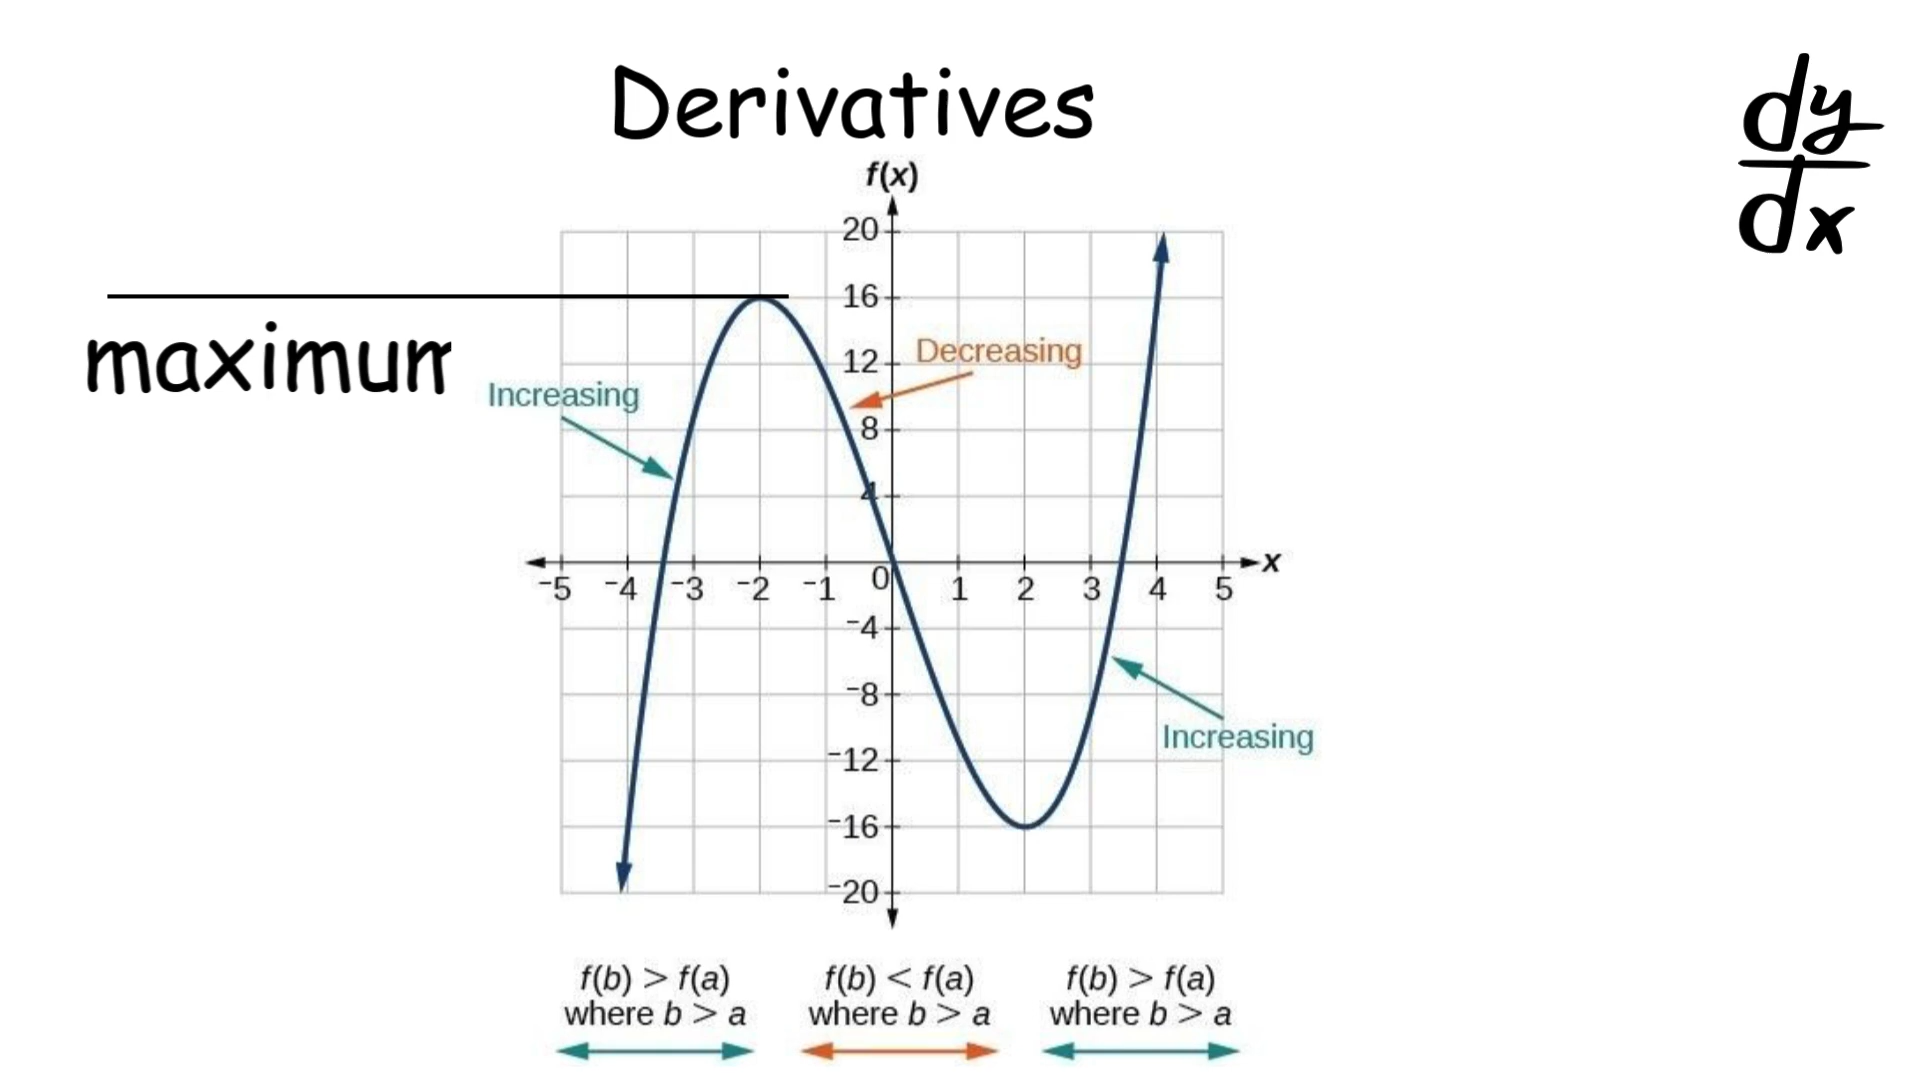 Derivatives
dy
dx
f(x)
20
16
maximum
12
Decreasing
Increasing
8
4
x
-5 -4 -3 -2 -1 0 1 2 3 4 5
-4
-8
Increasing
-12
-16
-20
f(b) > f(a) f(b) < f(a) f(b) > f(a)
where b > a where b > a where b > a